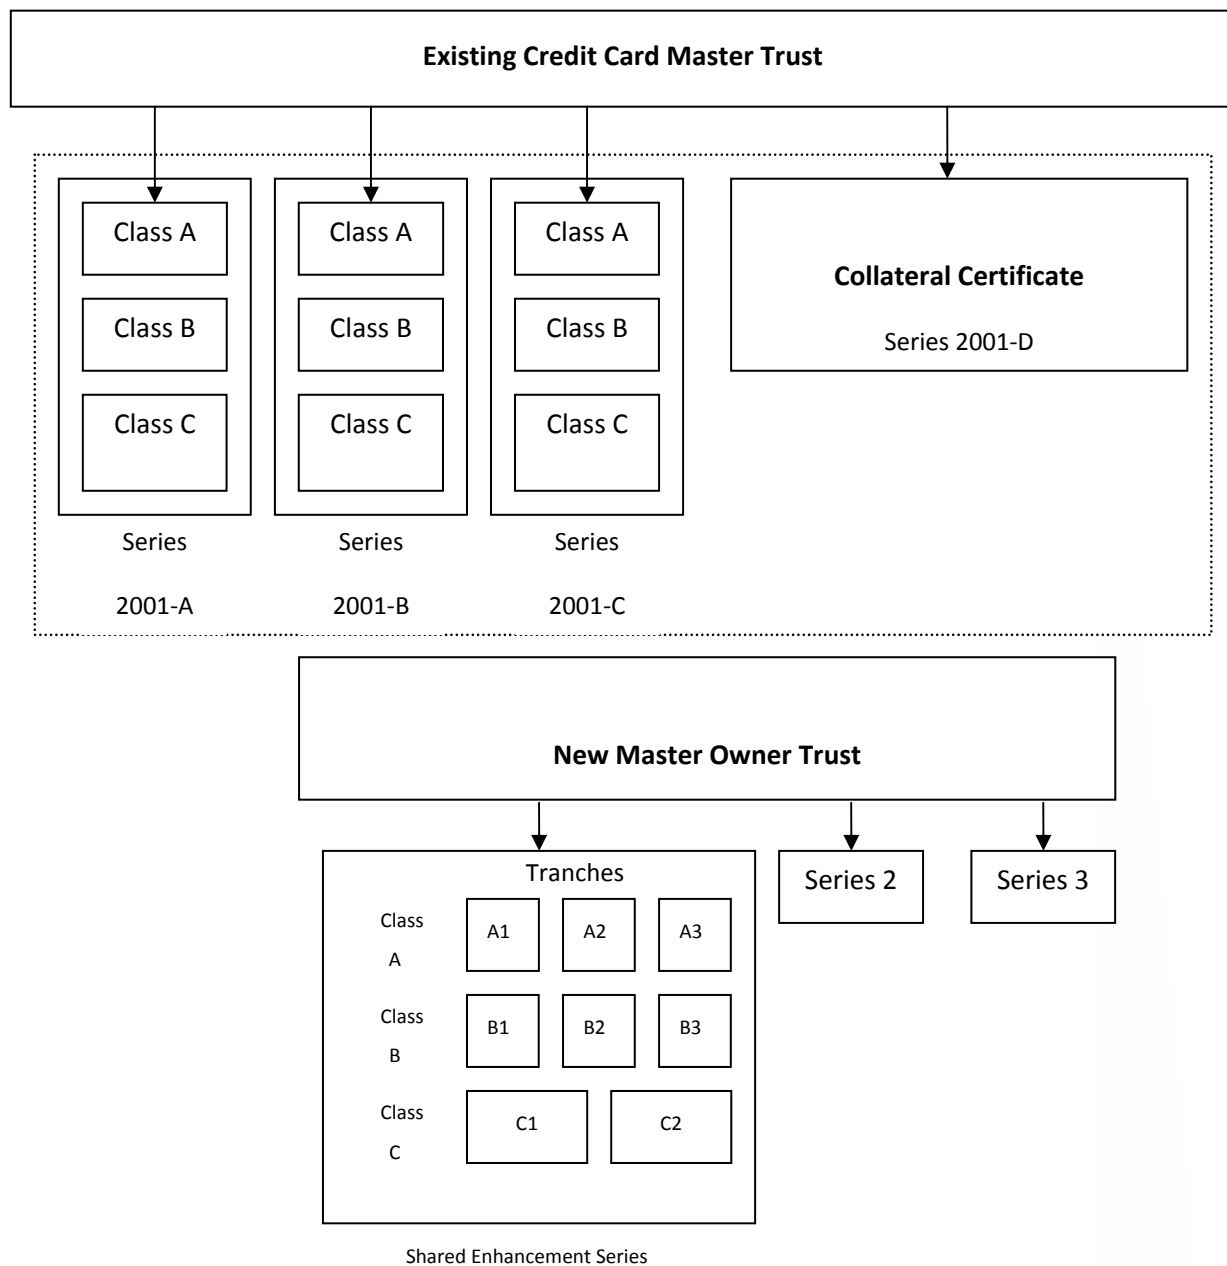 Existing Credit Card Master Trust
Class A
Class B
Class C
Series
2001-A
Class A
Class B
Class C
Series
2001-B
Class A
Class B
Class C
Series
2001-C
Collateral Certificate
Series 2001-D
New Master Owner Trust
Tranches
Class
A
A1
A2
A3
Class
B
B1
B2
B3
Class
C
C1
C2
Shared Enhancement Series
Series 2
Series 3